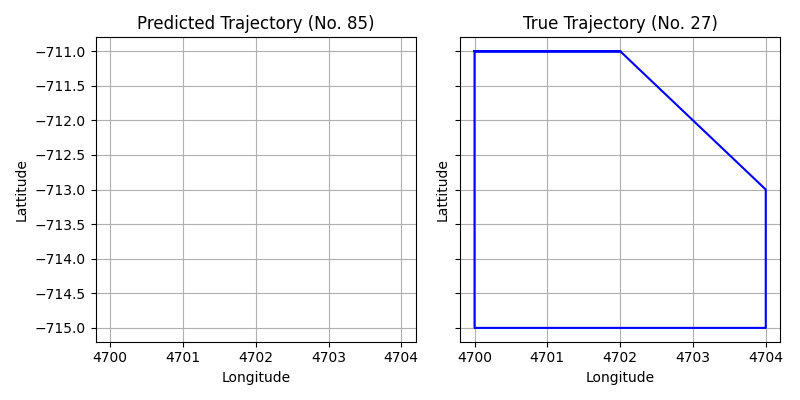 Predicted Trajectory (No. 85)
True Trajectory (No. 27)
−711.0
−711.5
−712.0
−712.5
−713.0
−713.5
−714.0
−714.5
−715.0
Lattitude
Lattitude
4700 4701 4702 4703 4704
4700 4701 4702 4703 4704
Longitude
Longitude